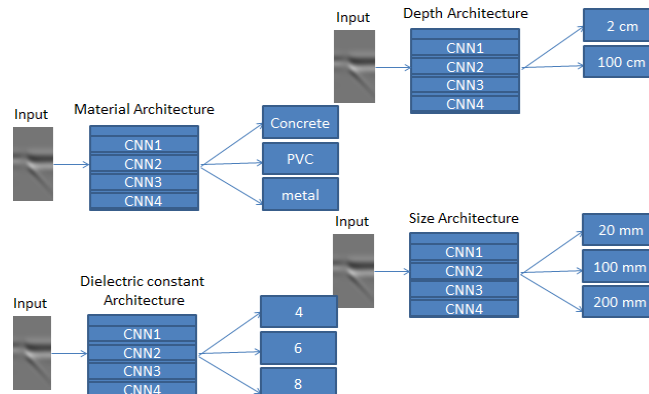 Depth Architecture
Input
CNN1
CNN2
CNN3
CNN4
2 cm
100 cm
Input
Material Architecture
CNN1
CNN2
CNN3
CNN4
Concrete
PVC
metal
Input
Size Architecture
CNN1
CNN2
CNN3
CNN4
20 mm
100 mm
200 mm
Dielectric constant
Architecture
Input
CNN1
CNN2
CNN3
CNN4
4
6
8